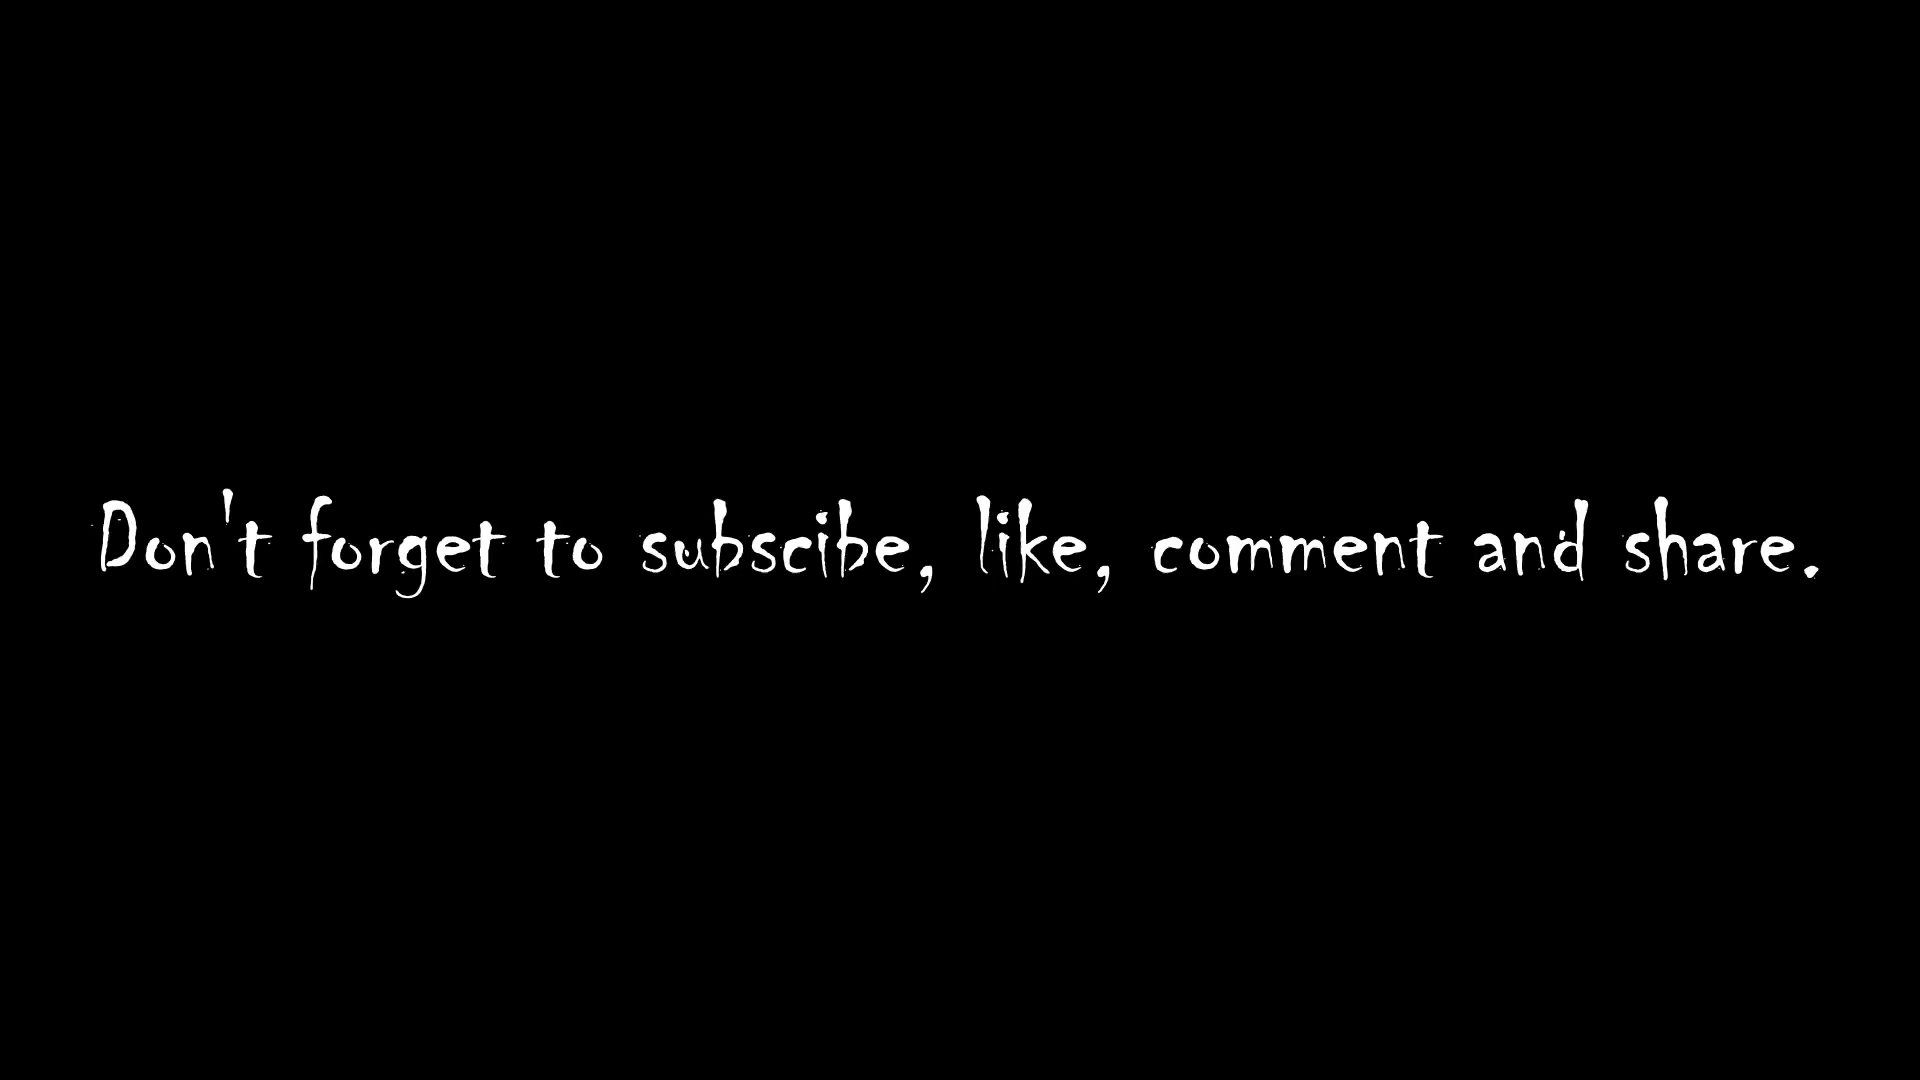 Don't forget to subscibe, like, comment and share.